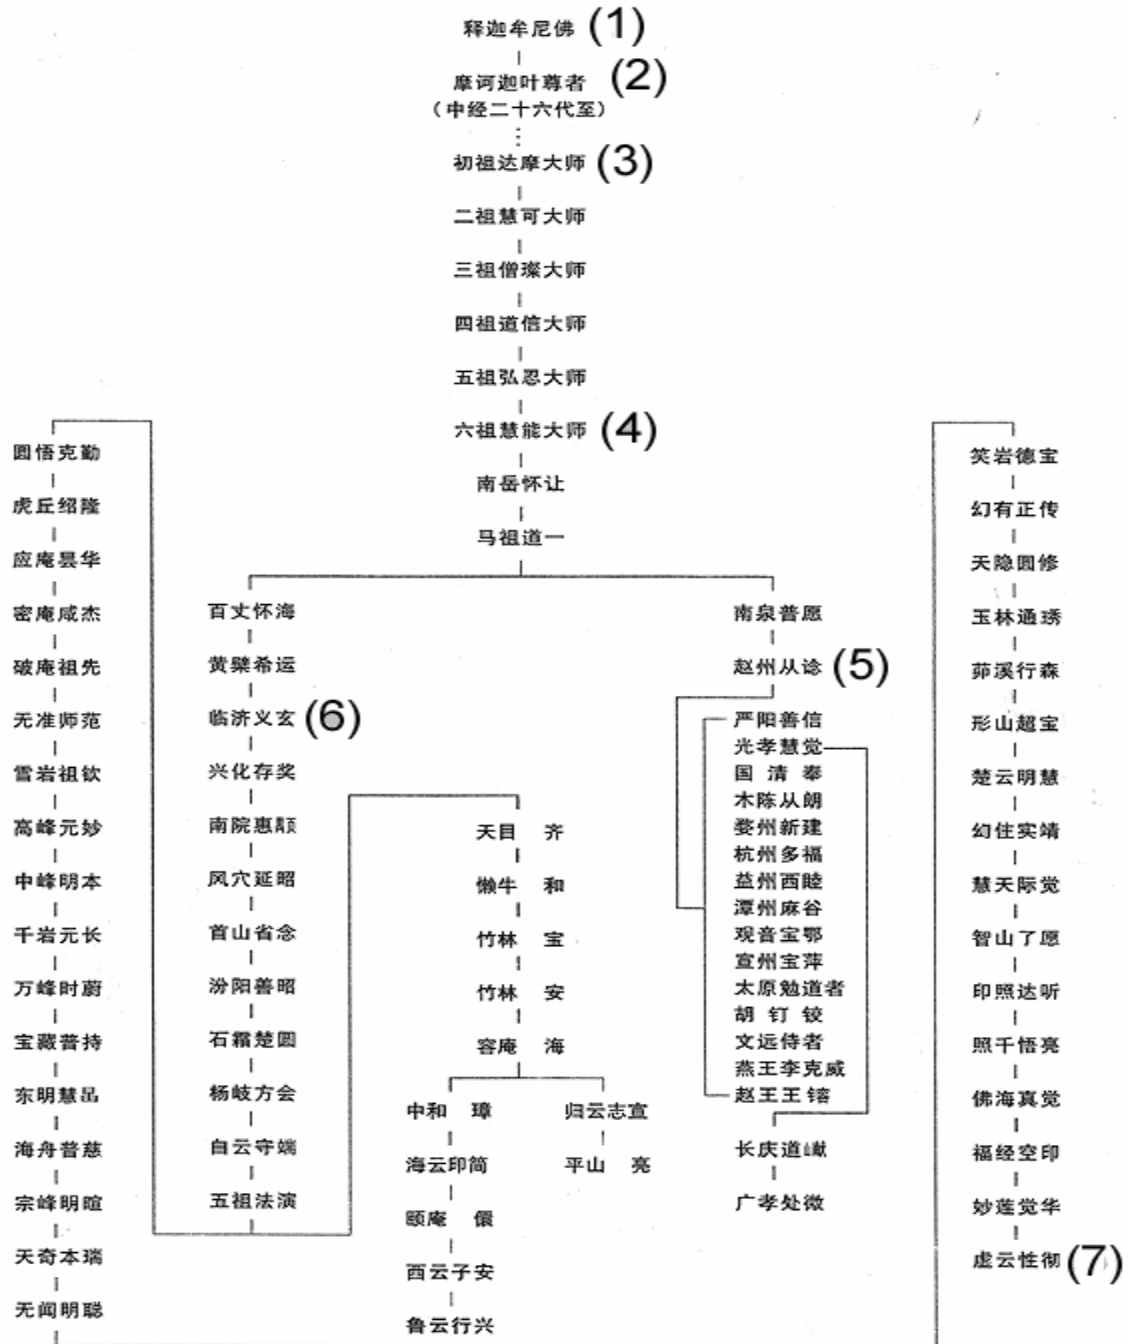 释迦牟尼佛 (1)
摩诃迦叶尊者 (2)
(中经二十六代至)
初祖达摩大师 (3)
二祖慧可大师
三祖僧璨大师
四祖道信大师
五祖弘忍大师
六祖慧能大师 (4)
南岳怀让
马祖道一
圆悟克勤
虎丘绍隆
应庵昙华
密庵咸杰
破庵祖先
无准师范
雪岩祖钦
高峰元妙
中峰明本
千岩元长
万峰时蔚
宝藏普持
东明慧旵
海舟普慈
宗峰明暄
天奇本瑞
无闻明聪
百丈怀海
黄檗希运
临济义玄 (6)
兴化存奖
南院惠颙
风穴延昭
首山省念
汾阳善昭
石霜楚圆
杨岐方会
白云守端
五祖法演
天目 齐
懒牛 和
竹林 宝
竹林 安
容庵 海
中和 璋
海云印简
颐庵 儇
西云子安
鲁云行兴
归云志宣
平山 亮
南泉普愿
赵州从谂 (5)
严阳善信
光孝慧觉
国 清 奉
木陈从朗
婺州新建
杭州多福
益州西睦
潭州麻谷
观音宝鄂
宣州宝萍
太原勉道者
胡 钉 铰
文远侍者
燕王李克威
赵王王镕
长庆道巘
广孝处微
笑岩德宝
幻有正传
天隐圆修
玉林通琇
茆溪行森
形山超宝
楚云明慧
幻住实靖
慧天际觉
智山了愿
印照达听
照千悟亮
佛海真觉
福经空印
妙莲觉华
虚云性彻 (7)